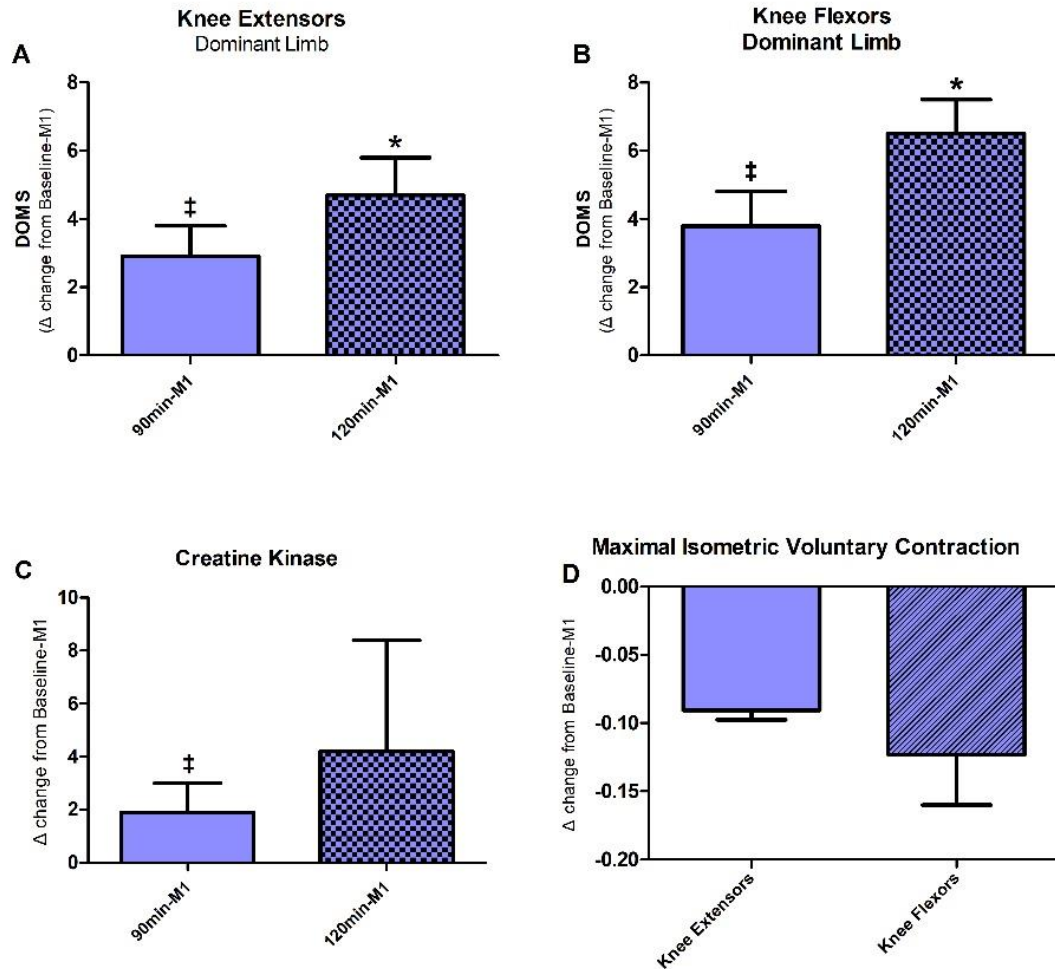 Knee Extensors
Dominant Limb
A
DOMS
(Δ change from Baseline-M1)
8
6
4
2
0
‡
*
90min-M1
120min-M1
Knee Flexors
Dominant Limb
B
DOMS
(Δ change from Baseline-M1)
8
6
4
2
0
‡
*
90min-M1
120min-M1
Creatine Kinase
C
Δ change from Baseline-M1
10
8
6
4
2
0
‡
90min-M1
120min-M1
Maximal Isometric Voluntary Contraction
D
Δ change from Baseline-M1
0.00
-0.05
-0.10
-0.15
-0.20
Knee Extensors
Knee Flexors